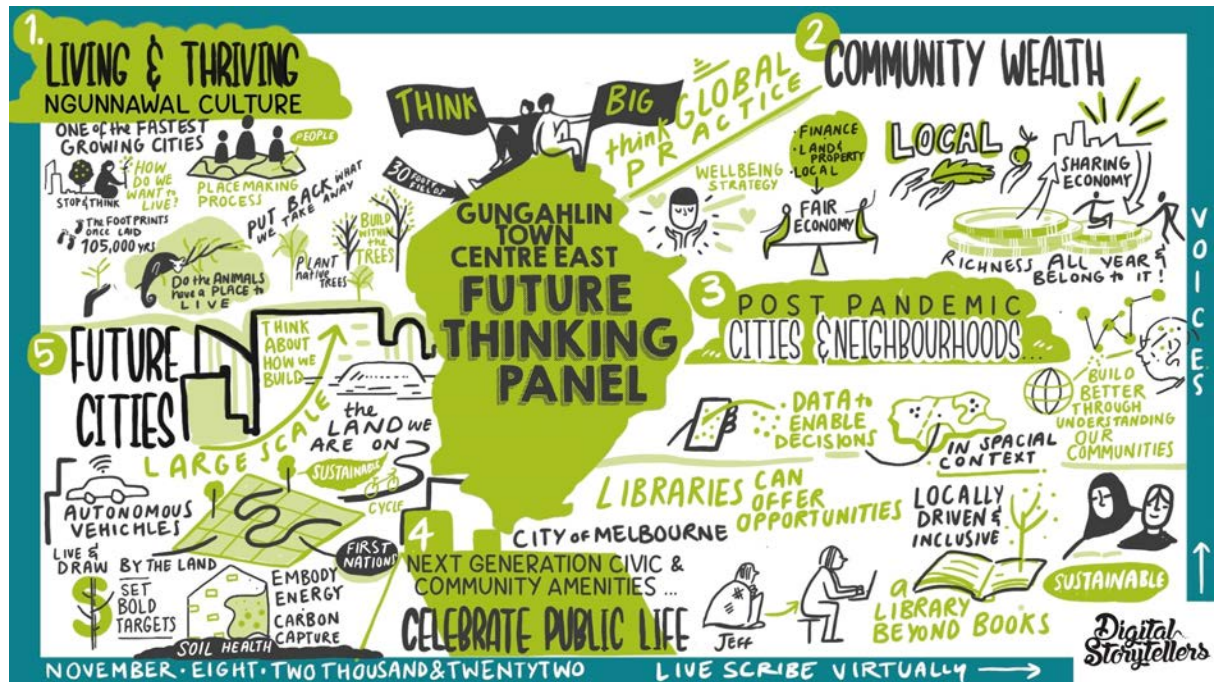 1.
LIVING & THRIVING
NGUNNAWAL CULTURE
ONE of the FASTEST
GROWING CITIES
PEOPLE
STOP & THINK
HOW
DO WE
WANT to
LIVE?
PLACEMAKING
PROCESS
THE FOOTPRINTS
ONCE LAID
105,000 YRS
PUT BACK WHAT
WE TAKE AWAY
BUILD
WITHIN
the
TREES
PLANT
native
TREES
DO the ANIMALS
have a PLACE to
LIVE
THINK
BIG
30 FOOTY
FIELDS
GUNGAHLIN
TOWN
CENTRE EAST
FUTURE
THINKING
PANEL
think GLOBAL
PRACTICE
2
COMMUNITY WEALTH
WELLBEING
STRATEGY
• FINANCE
• LAND &
PROPERTY
• LOCAL
FAIR
ECONOMY
LOCAL
SHARING
ECONOMY
RICHNESS ALL YEAR &
BELONG to IT!
3
POST PANDEMIC
CITIES & NEIGHBOURHOODS...
DATA to
ENABLE
DECISIONS
IN SPACIAL
CONTEXT
BUILD
BETTER
THROUGH
UNDERSTANDING
OUR
COMMUNITIES
4
CITY of MELBOURNE
NEXT GENERATION CIVIC &
COMMUNITY AMENITIES ...
CELEBRATE PUBLIC LIFE
LIBRARIES CAN
OFFER
OPPORTUNITIES
JEFF
LOCALLY
DRIVEN &
INCLUSIVE
a
LIBRARY
BEYOND BOOKS
SUSTAINABLE
5
FUTURE
CITIES
THINK
ABOUT
HOW WE
BUILD
LARGE SCALE
the
LAND WE
ARE ON
SUSTAINABLE
CYCLE
AUTONOMOUS
VEHICHLES
FIRST
NATIONS
LIVE &
DRAW BY THE LAND
$
SET
BOLD
TARGETS
EMBODY
ENERGY
&
CARBON
CAPTURE
SOIL HEALTH
VOICES
NOVEMBER • EIGHT • TWO THOUSAND & TWENTYTWO
LIVE SCRIBE VIRTUALLY
Digital
Storytellers